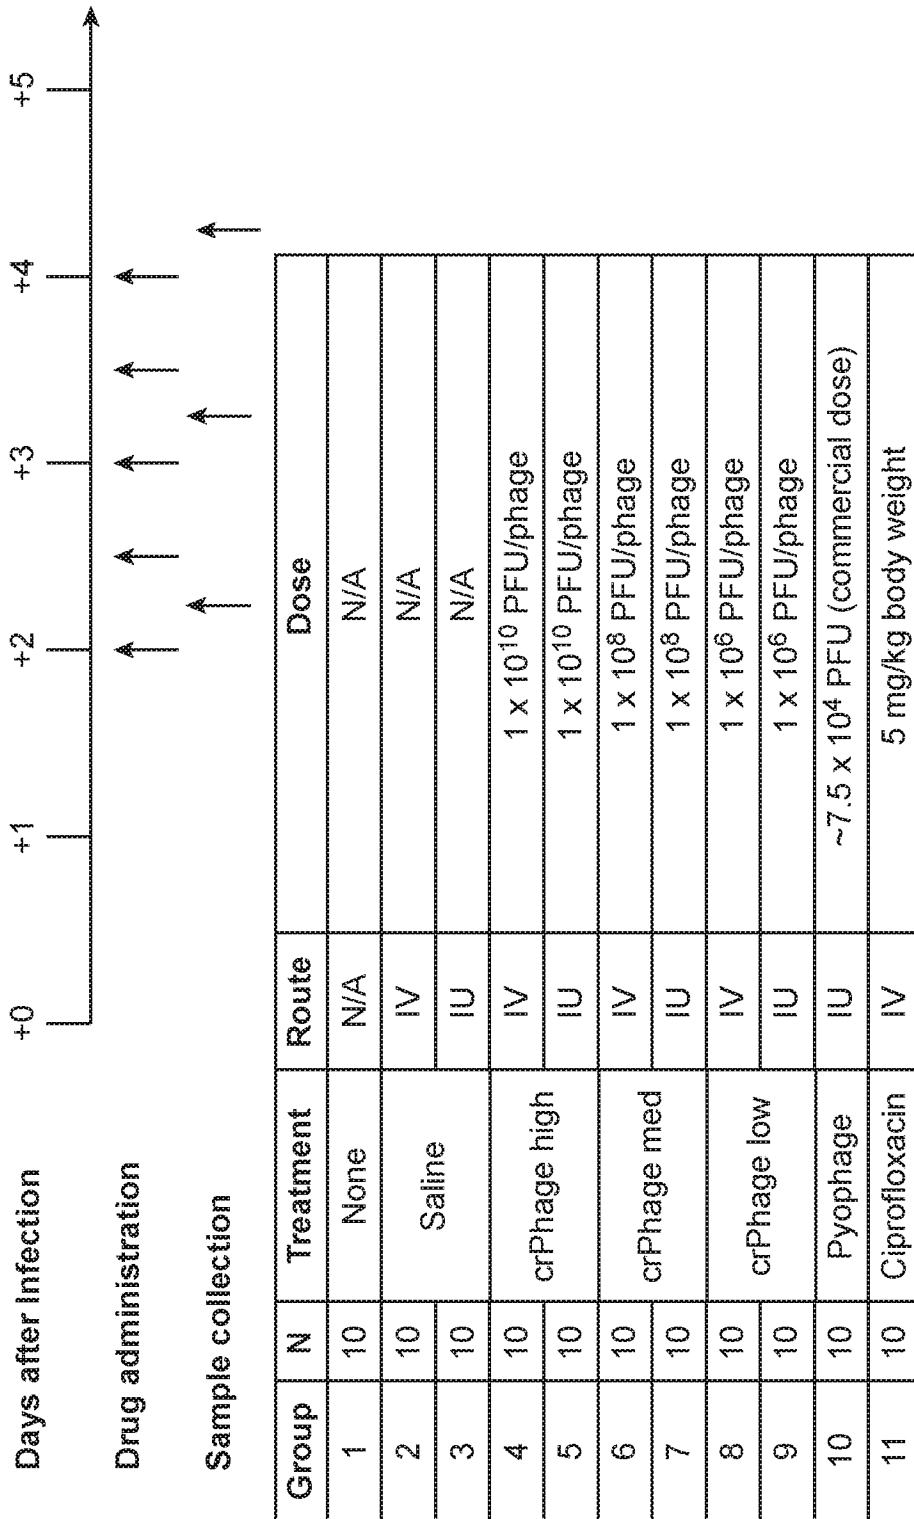 Days after Infection +0 +1 +2 +3 +4 +5
Drug administration
Sample collection
Group N Treatment Route Dose
1 10 None N/A N/A
2 10 Saline IV N/A
3 10 IU N/A
4 10 crPhage high IV 1 x 10¹⁰ PFU/phage
5 10 IU 1 x 10¹⁰ PFU/phage
6 10 crPhage med IV 1 x 10⁸ PFU/phage
7 10 IU 1 x 10⁸ PFU/phage
8 10 crPhage low IV 1 x 10⁶ PFU/phage
9 10 IU 1 x 10⁶ PFU/phage
10 10 Pyophage IU ~7.5 x 10⁴ PFU (commercial dose)
11 10 Ciprofloxacin IV 5 mg/kg body weight